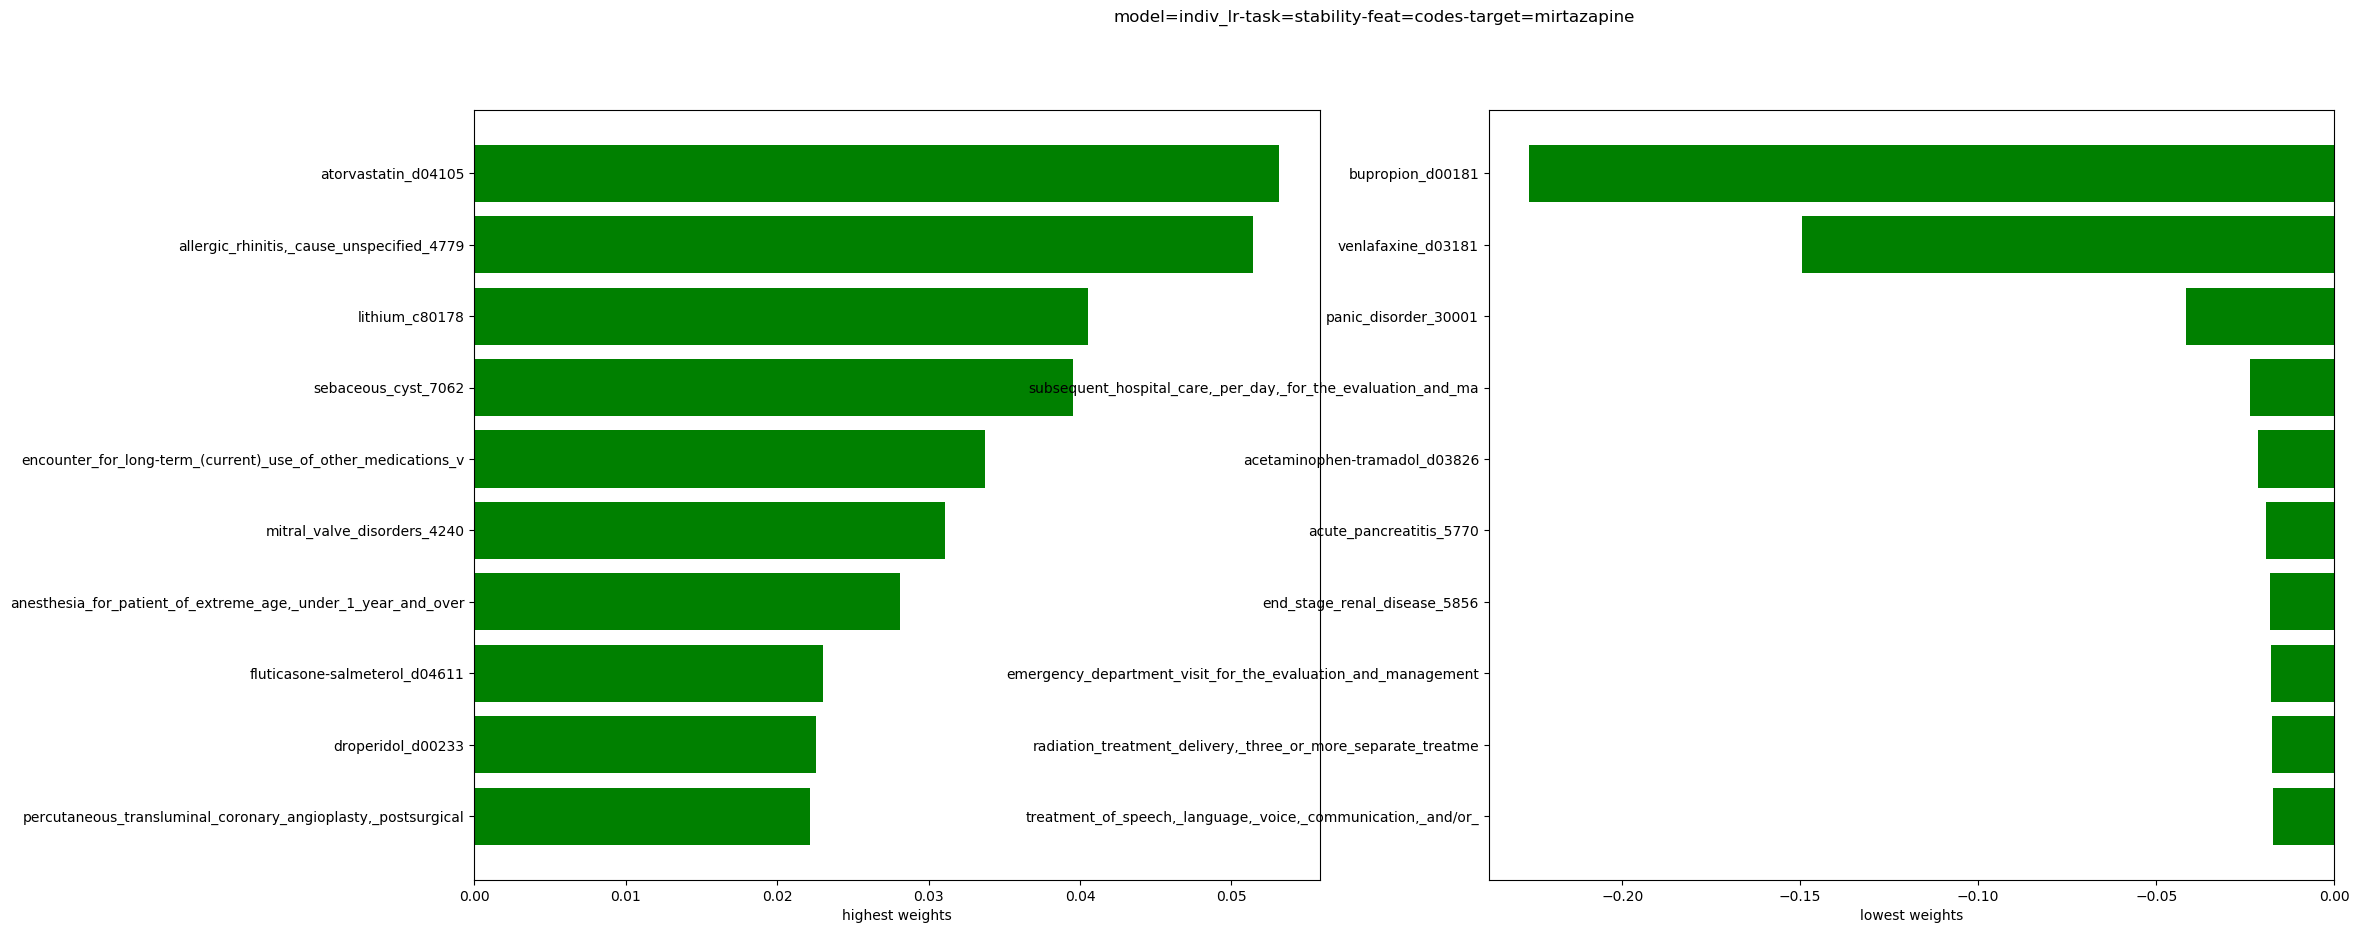 model=indiv_lr-task=stability-feat=codes-target=mirtazapine
atorvastatin_d04105
allergic_rhinitis,_cause_unspecified_4779
lithium_c80178
sebaceous_cyst_7062
encounter_for_long-term_(current)_use_of_other_medications_v
mitral_valve_disorders_4240
anesthesia_for_patient_of_extreme_age,_under_1_year_and_over
fluticasone-salmeterol_d04611
droperidol_d00233
percutaneous_transluminal_coronary_angioplasty,_postsurgical
0.00 0.01 0.02 0.03 0.04 0.05
highest weights
bupropion_d00181
venlafaxine_d03181
panic_disorder_30001
subsequent_hospital_care,_per_day,_for_the_evaluation_and_ma
acetaminophen-tramadol_d03826
acute_pancreatitis_5770
end_stage_renal_disease_5856
emergency_department_visit_for_the_evaluation_and_management
radiation_treatment_delivery,_three_or_more_separate_treatme
treatment_of_speech,_language,_voice,_communication,_and/or_
−0.20 −0.15 −0.10 −0.05 0.00
lowest weights